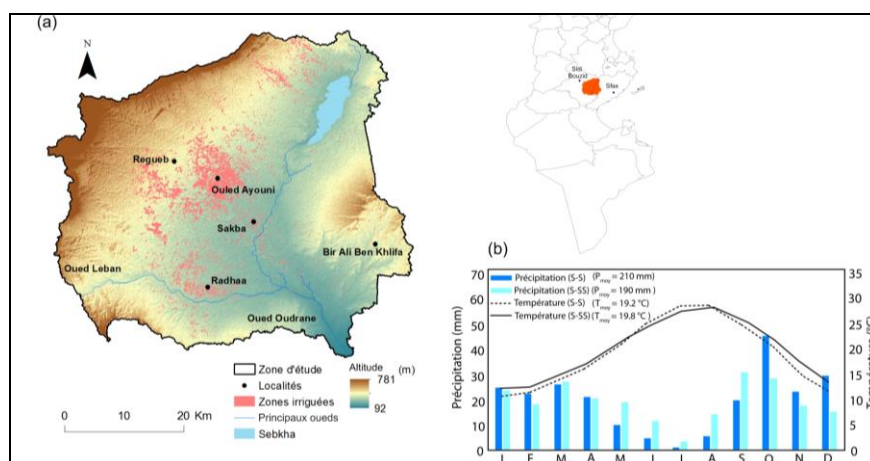 (a)
N
Regueb
Ouled Ayouni
Sakba
Bir Ali Ben Khlifa
Oued Leban
Radhaa
Oued Oudrane
Zone d'étude
Localités
Zones irriguées
Principaux oueds
Sebkha
Altitude (m)
781
92
0 10 20 Km
Sidi Bouzid
Sfax
(b)
Précipitation (S-S) (Pmoy = 210 mm)
Précipitation (S-SS) (Pmoy = 190 mm)
Température (S-S) (Tmoy = 19.2 °C)
Température (S-SS) (Tmoy = 19.8 °C)
Précipitation (mm)
70
60
50
40
30
20
10
0
35
30
25
20
15
10
5
0
J F M A M J J A S O N D